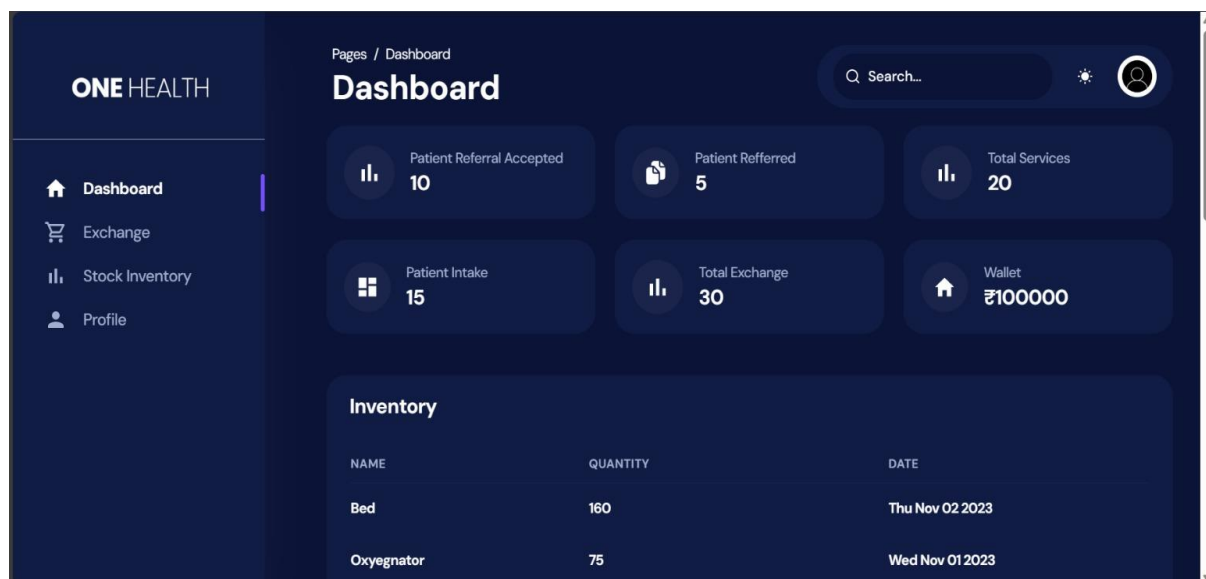 ONE HEALTH
Dashboard
Exchange
Stock Inventory
Profile
Pages / Dashboard
Dashboard
Search...
Patient Referral Accepted
10
Patient Refferred
5
Total Services
20
Patient Intake
15
Total Exchange
30
Wallet
₹100000
Inventory
NAME QUANTITY DATE
Bed 160 Thu Nov 02 2023
Oxyegnator 75 Wed Nov 01 2023